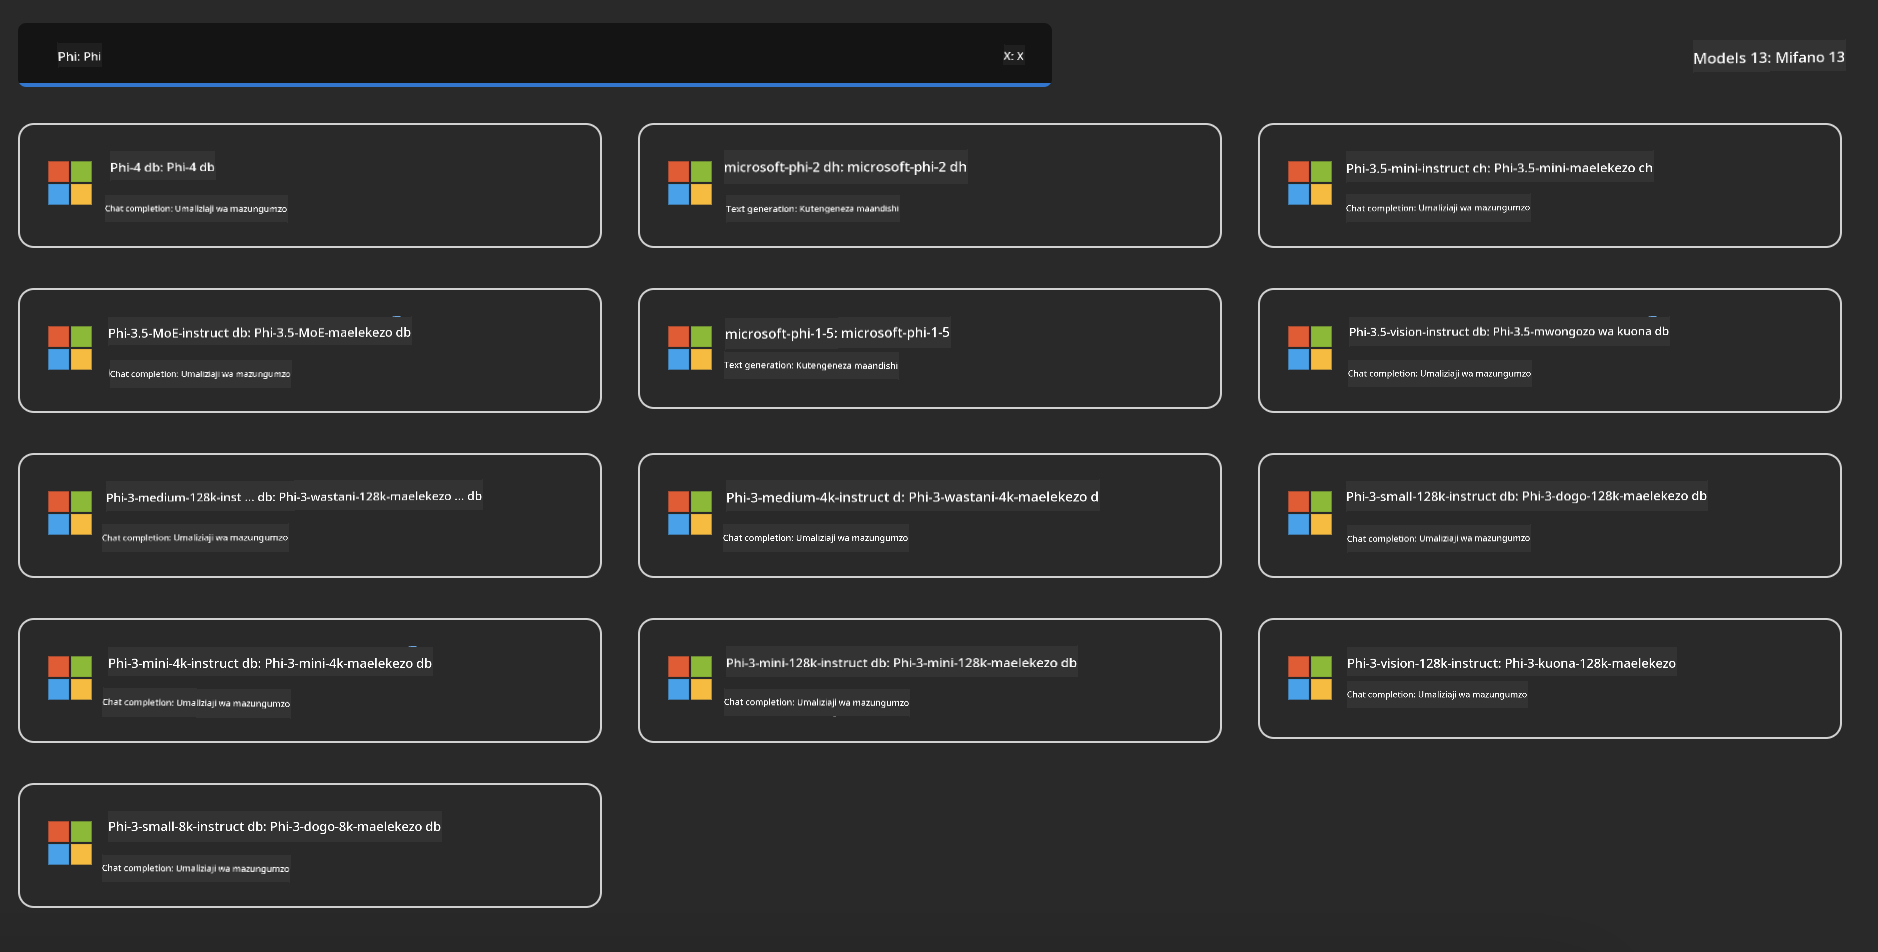 Phi: Phi
X: X
Models 13: Mifano 13
Phi-4 db: Phi-4 db
Chat completion: Umaliziaji wa mazungumzo
microsoft-phi-2 dh: microsoft-phi-2 dh
Text generation: Kutengeneza maandishi
Phi-3.5-mini-instruct ch: Phi-3.5-mini-maelekezo ch
Chat completion: Umaliziaji wa mazungumzo
Phi-3.5-MoE-instruct db: Phi-3.5-MoE-maelekezo db
Chat completion: Umaliziaji wa mazungumzo
microsoft-phi-1-5: microsoft-phi-1-5
Text generation: Kutengeneza maandishi
Phi-3.5-vision-instruct db: Phi-3.5-mwongozo wa kuona db
Chat completion: Umaliziaji wa mazungumzo
Phi-3-medium-128k-inst ... db: Phi-3-wastani-128k-maelekezo ... db
Chat completion: Umaliziaji wa mazungumzo
Phi-3-medium-4k-instruct d: Phi-3-wastani-4k-maelekezo d
Chat completion: Umaliziaji wa mazungumzo
Phi-3-small-128k-instruct db: Phi-3-dogo-128k-maelekezo db
Chat completion: Umaliziaji wa mazungumzo
Phi-3-mini-4k-instruct db: Phi-3-mini-4k-maelekezo db
Chat completion: Umaliziaji wa mazungumzo
Phi-3-mini-128k-instruct db: Phi-3-mini-128k-maelekezo db
Chat completion: Umaliziaji wa mazungumzo
Phi-3-vision-128k-instruct: Phi-3-kuona-128k-maelekezo
Chat completion: Umaliziaji wa mazungumzo
Phi-3-small-8k-instruct db: Phi-3-dogo-8k-maelekezo db
Chat completion: Umaliziaji wa mazungumzo